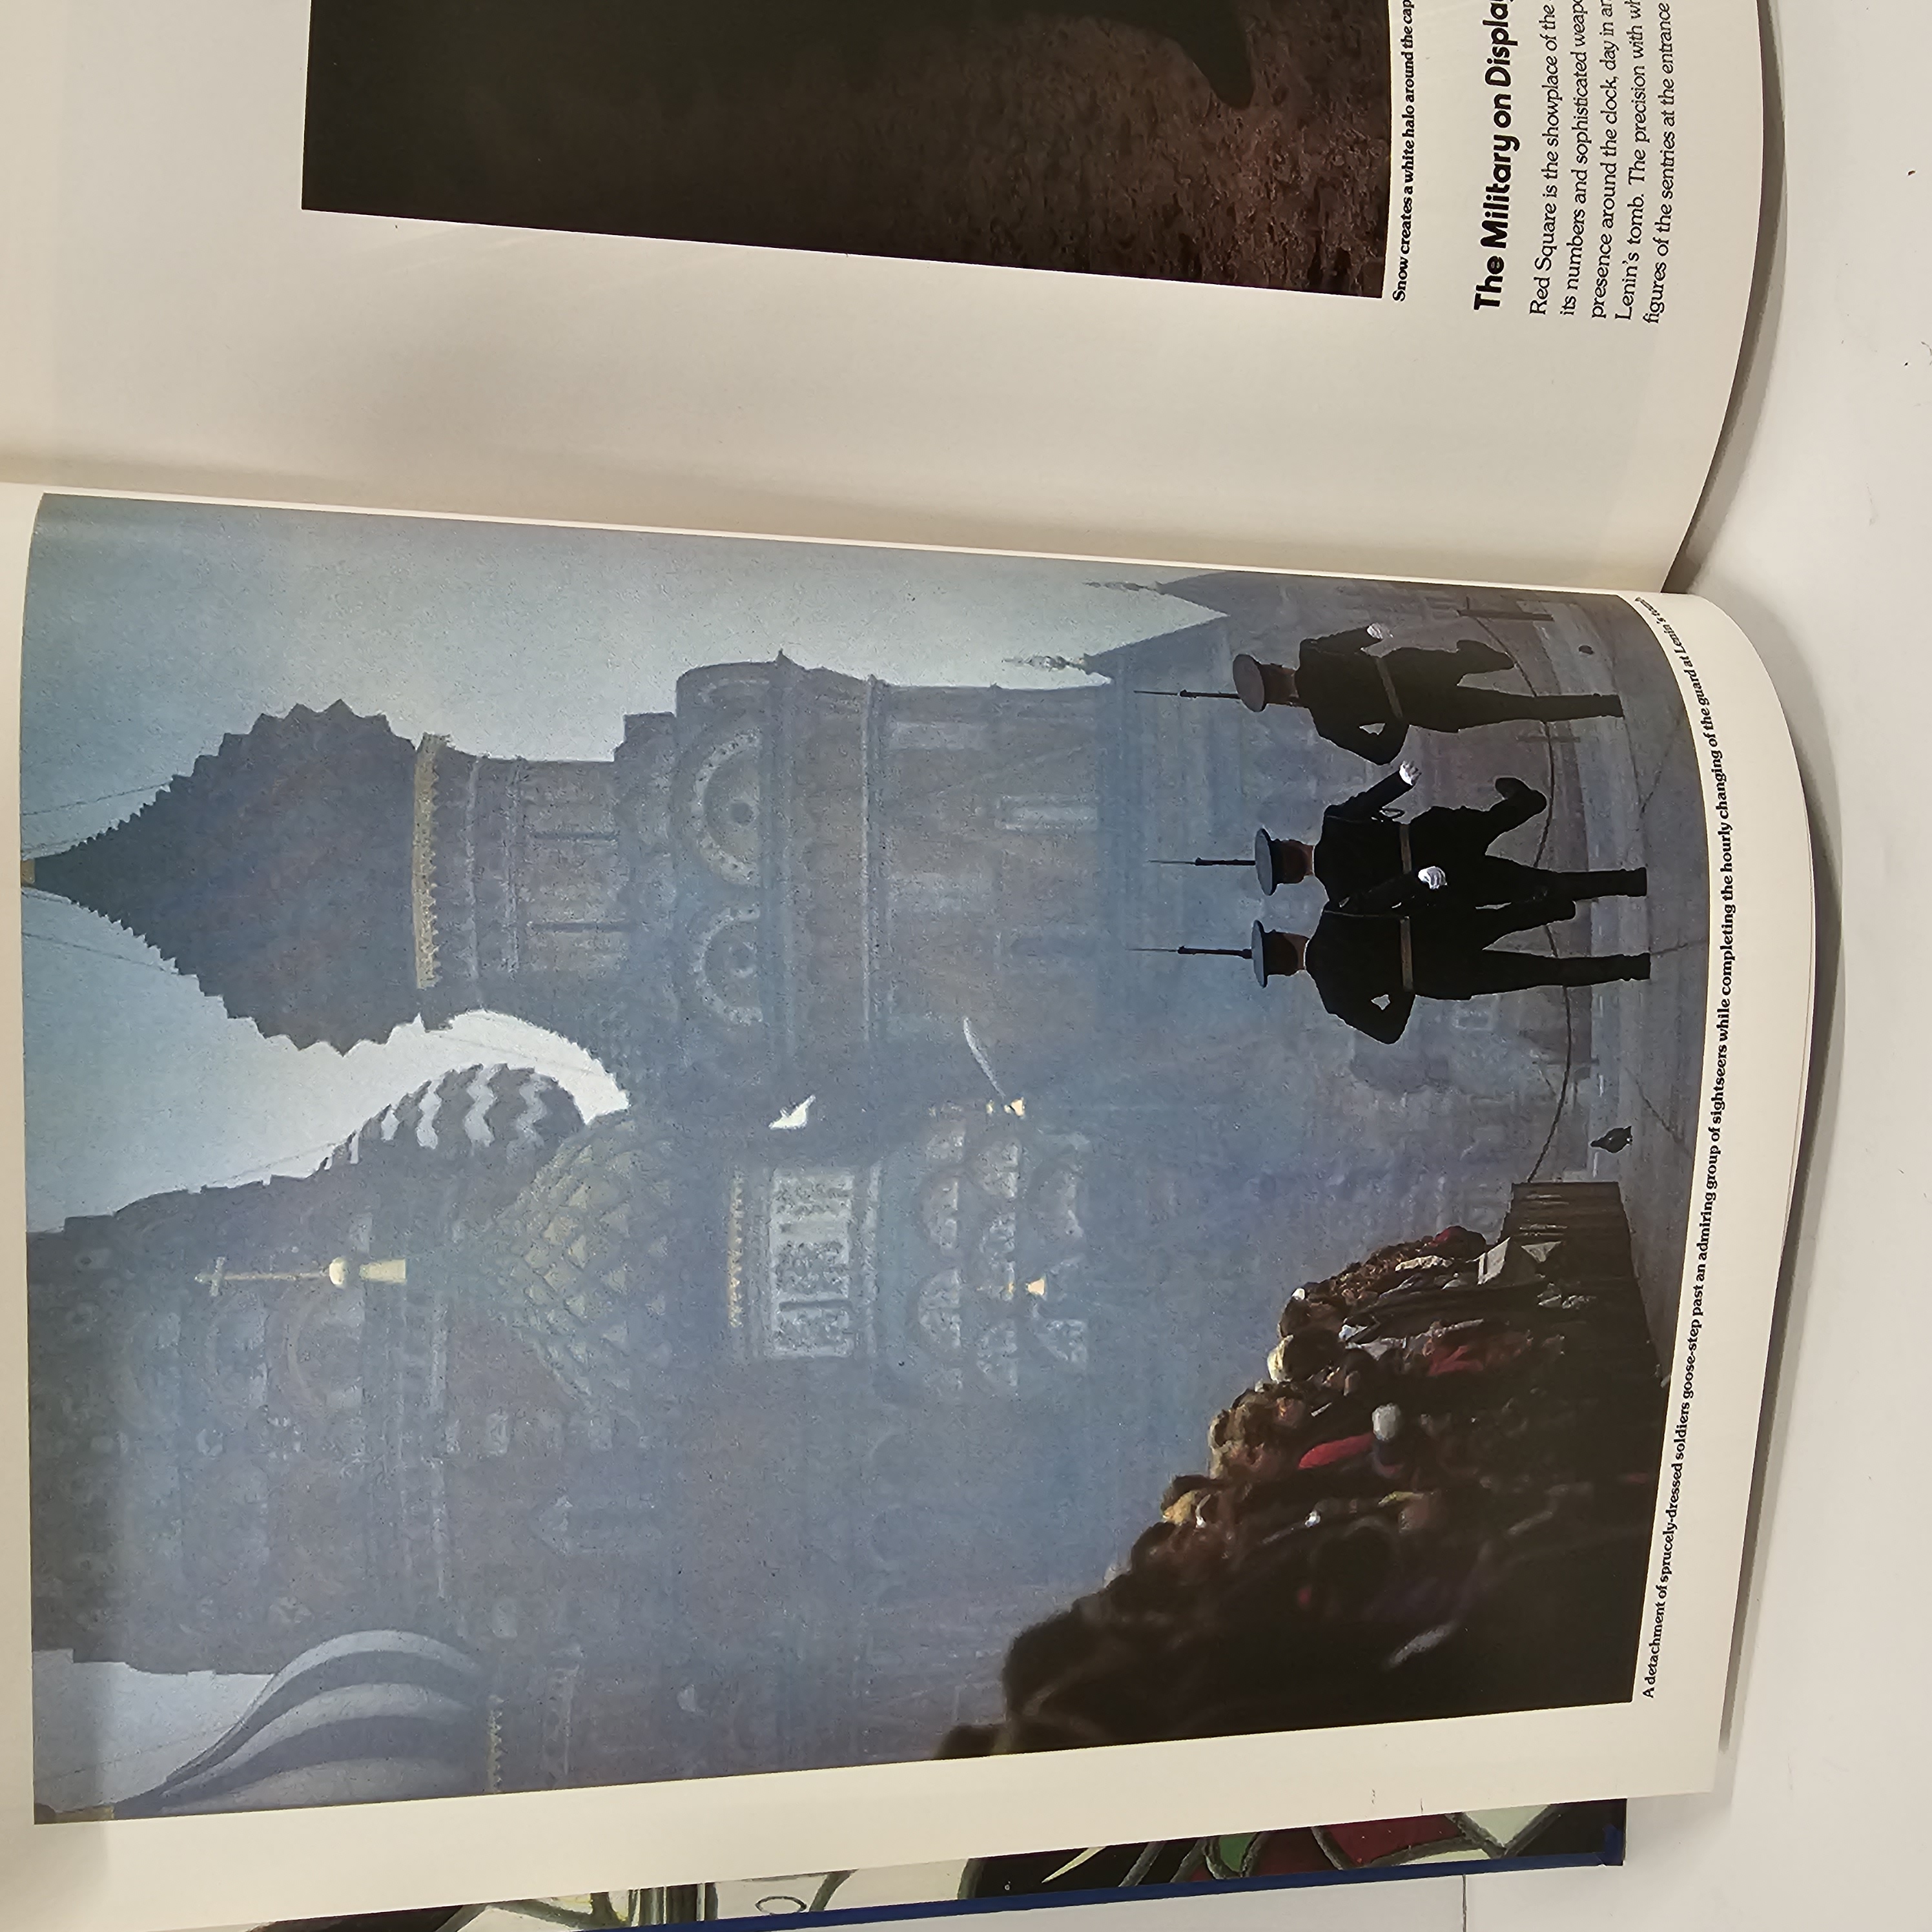 A detachment of sprucely-dressed soldiers goose-step past an admiring group of sightseers while completing the hourly changing of the guard at Lenin's tomb.
Snow creates a white halo around the cap
The Military on Displa
Red Square is the showplace of the
its numbers and sophisticated weapo
presence around the clock, day in an
Lenin's tomb. The precision with wh
figures of the sentries at the entrance